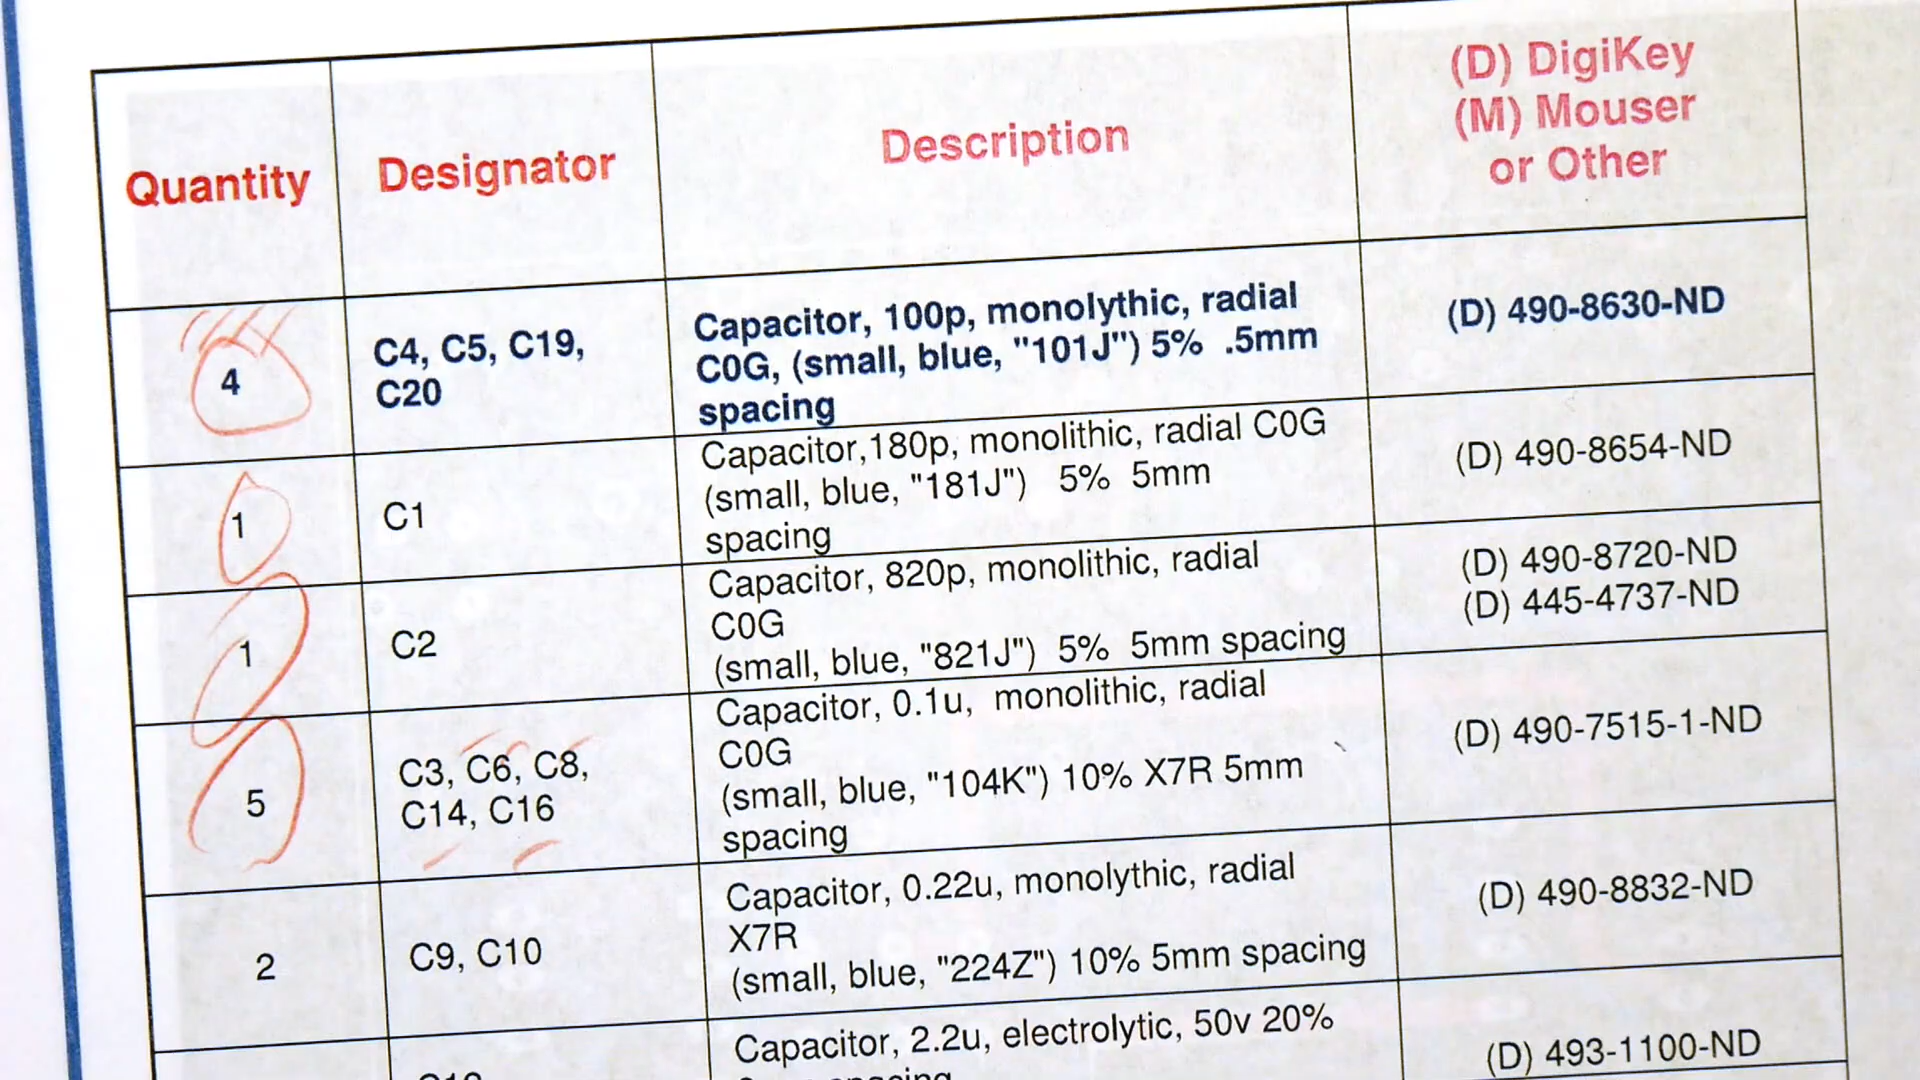 Quantity
Designator
Description
(D) DigiKey
(M) Mouser
or Other
4
C4, C5, C19,
C20
Capacitor, 100p, monolythic, radial
C0G, (small, blue, "101J") 5%  .5mm
spacing
(D) 490-8630-ND
1
C1
Capacitor,180p, monolithic, radial C0G
(small, blue, "181J")  5%  5mm
spacing
(D) 490-8654-ND
1
C2
Capacitor, 820p, monolithic, radial
C0G
(small, blue, "821J")  5%  5mm spacing
(D) 490-8720-ND
(D) 445-4737-ND
5
C3, C6, C8,
C14, C16
Capacitor, 0.1u,  monolithic, radial
C0G
(small, blue, "104K") 10% X7R 5mm
spacing
(D) 490-7515-1-ND
2
C9, C10
Capacitor, 0.22u, monolythic, radial
X7R
(small, blue, "224Z") 10% 5mm spacing
(D) 490-8832-ND
Capacitor, 2.2u, electrolytic, 50v 20%
(D) 493-1100-ND